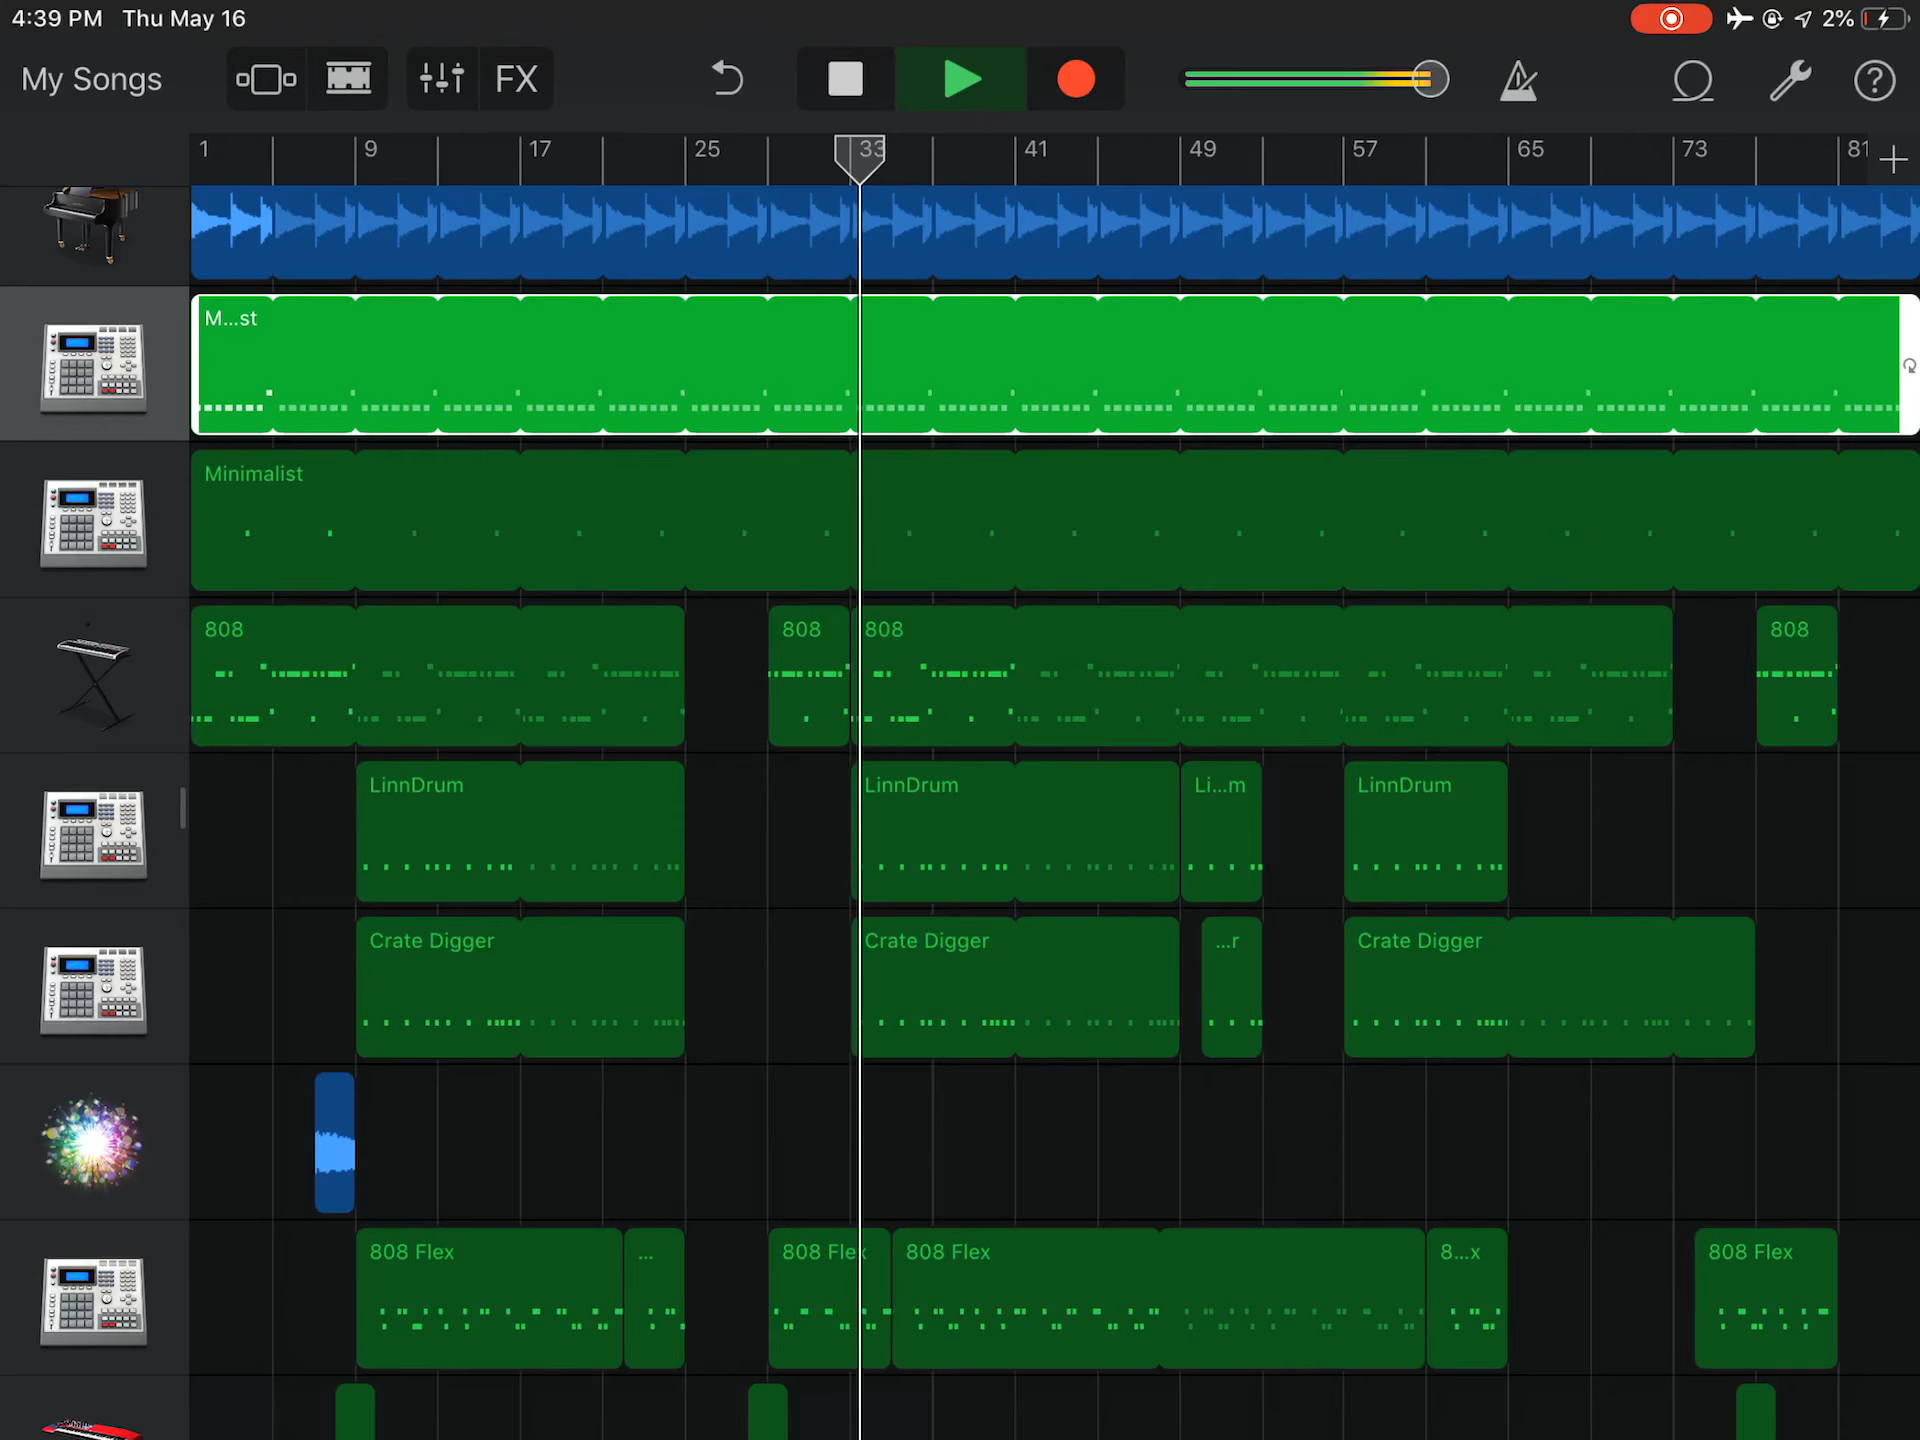 4:39 PM Thu May 16 2%
My Songs FX
1 9 17 25 33 41 49 57 65 73 81
M...st
Minimalist
808 808 808 808
LinnDrum LinnDrum Li...m LinnDrum
Crate Digger Crate Digger ...r Crate Digger
808 Flex ... 808 Flex 808 Flex 8...x 808 Flex